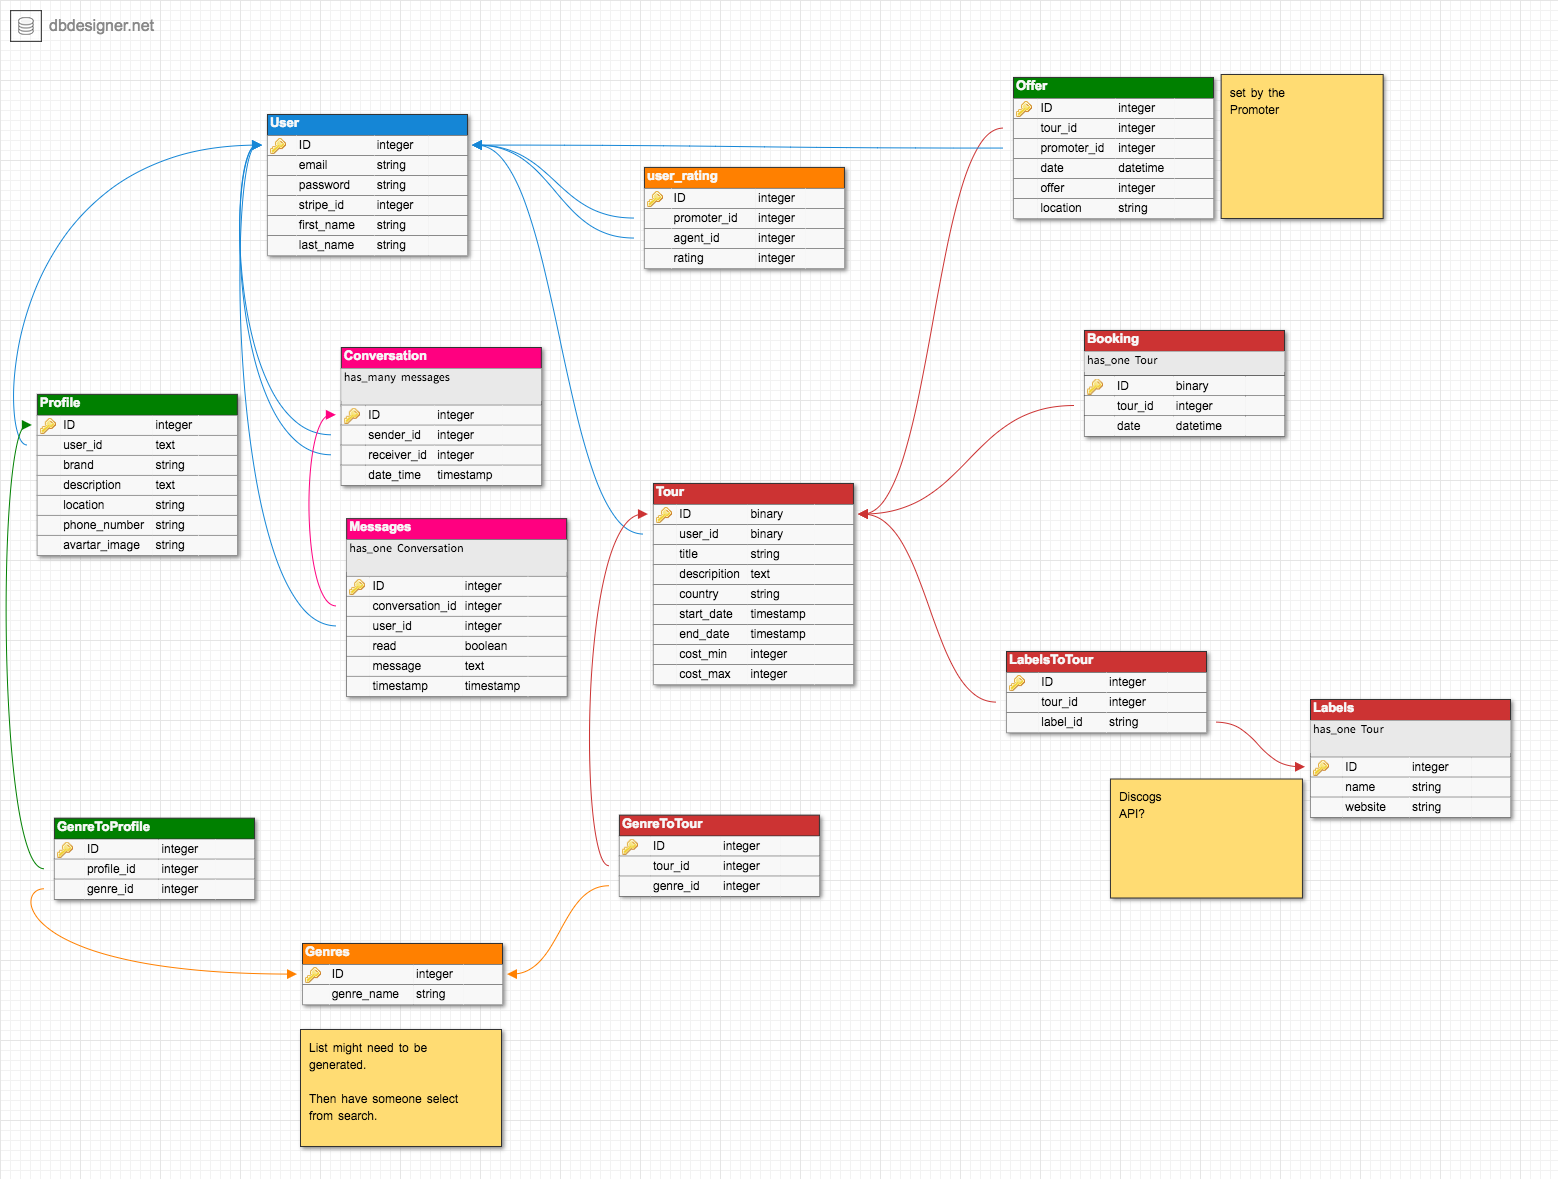 dbdesigner.net
User
ID integer
email string
password string
stripe_id integer
first_name string
last_name string
user_rating
ID integer
promoter_id integer
agent_id integer
rating integer
Offer
ID integer
tour_id integer
promoter_id integer
date datetime
offer integer
location string
set by the
Promoter
Conversation
has_many messages
ID integer
sender_id integer
receiver_id integer
date_time timestamp
Booking
has_one Tour
ID binary
tour_id integer
date datetime
Profile
ID integer
user_id text
brand string
description text
location string
phone_number string
avartar_image string
Messages
has_one Conversation
ID integer
conversation_id integer
user_id integer
read boolean
message text
timestamp timestamp
Tour
ID binary
user_id binary
title string
descripition text
country string
start_date timestamp
end_date timestamp
cost_min integer
cost_max integer
LabelsToTour
ID integer
tour_id integer
label_id string
Labels
has_one Tour
ID integer
name string
website string
Discogs
API?
GenreToProfile
ID integer
profile_id integer
genre_id integer
GenreToTour
ID integer
tour_id integer
genre_id integer
Genres
ID integer
genre_name string
List might need to be
generated.
Then have someone select
from search.